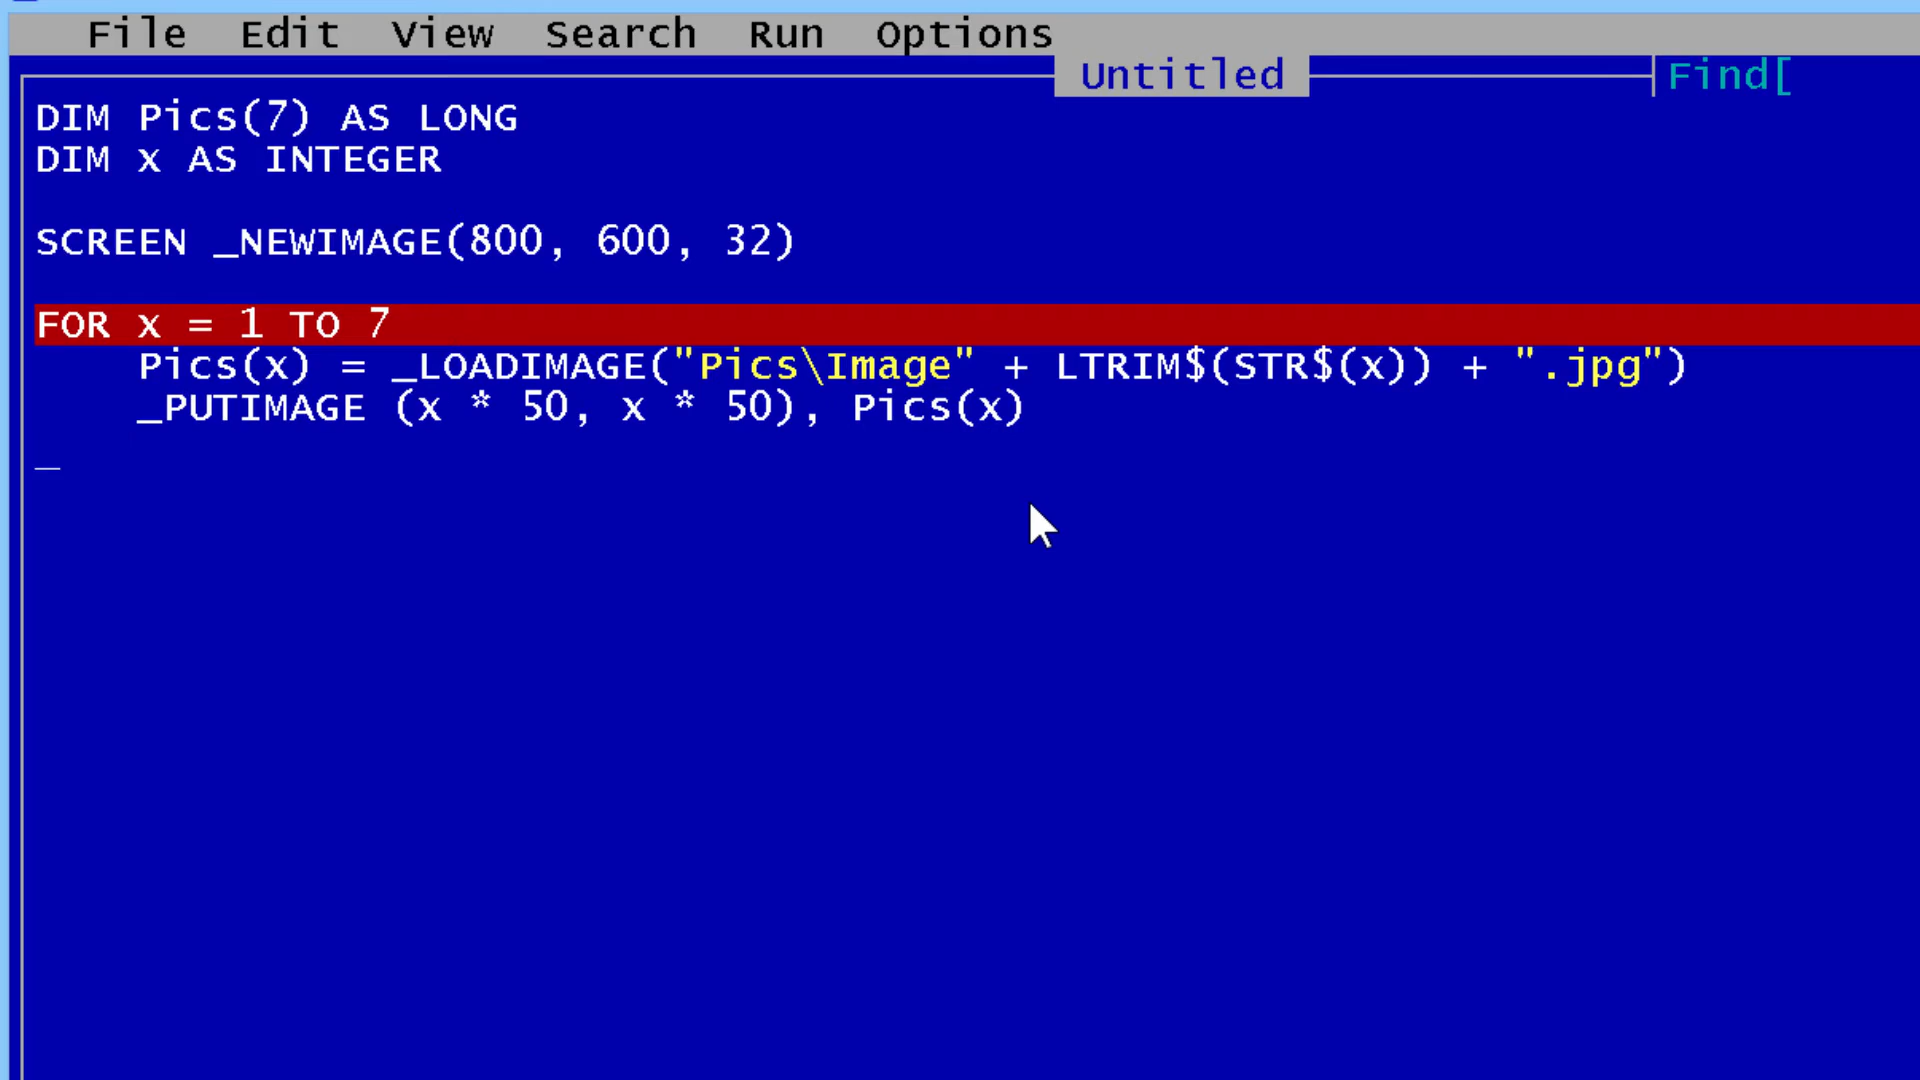 File Edit View Search Run Options
Untitled
Find[
DIM Pics(7) AS LONG
DIM x AS INTEGER
SCREEN _NEWIMAGE(800, 600, 32)
FOR x = 1 TO 7
Pics(x) = _LOADIMAGE("Pics\Image" + LTRIM$(STR$(x)) + ".jpg")
_PUTIMAGE (x * 50, x * 50), Pics(x)